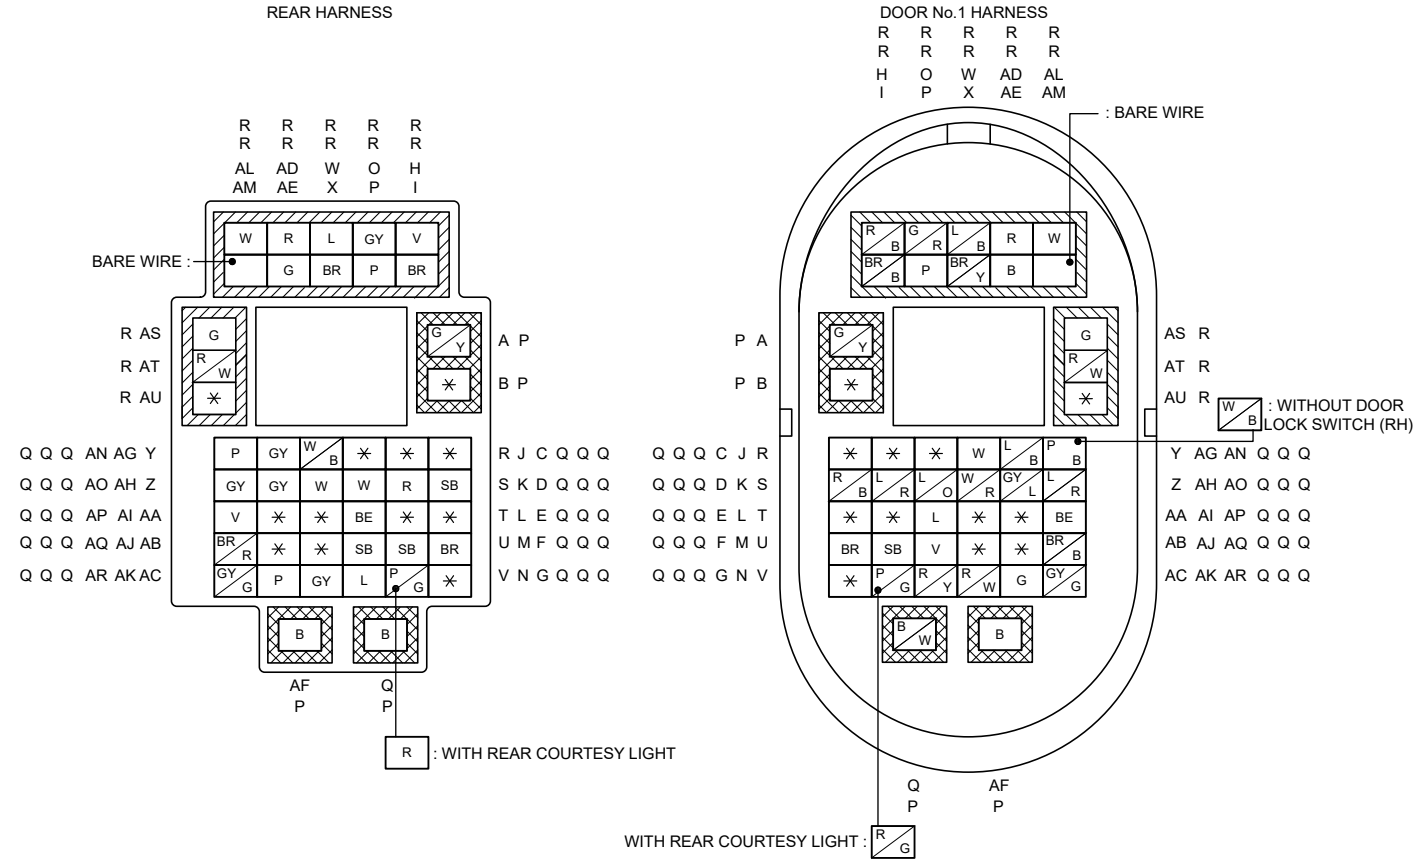 REAR HARNESS
R R R R R
R R R R R
AL AD W O H
AM AE X P I
W R L GY V
BARE WIRE :
G BR P BR
R AS
G
G Y
A P
R AT
R W
B P
*
R AU
*
Q Q Q AN AG Y
P GY W B * * *
R J C Q Q Q
Q Q Q AO AH Z
GY GY W W R SB
S K D Q Q Q
Q Q Q AP AI AA
V * * BE * *
T L E Q Q Q
Q Q Q AQ AJ AB
BR R * * SB SB BR
U M F Q Q Q
Q Q Q AR AK AC
GY G P GY L P G *
V N G Q Q Q
B B
AF Q
P P
R : WITH REAR COURTESY LIGHT
DOOR No.1 HARNESS
R R R R R
R R R R R
H O W AD AL
I P X AE AM
: BARE WIRE
R B G R L B R W
BR B P BR Y B
P A
G Y
G
AS R
R W
AT R
P B
*
*
AU R
W B : WITHOUT DOOR
LOCK SWITCH (RH)
Q Q Q C J R
* * * W L B P B
Y AG AN Q Q Q
Q Q Q D K S
R B L R L O W R GY L L R
Z AH AO Q Q Q
Q Q Q E L T
* * L * * BE
AA AI AP Q Q Q
Q Q Q F M U
BR SB V * * BR B
AB AJ AQ Q Q Q
Q Q Q G N V
* P G R Y R W G GY G
AC AK AR Q Q Q
B W B
Q AF
P P
WITH REAR COURTESY LIGHT : R G